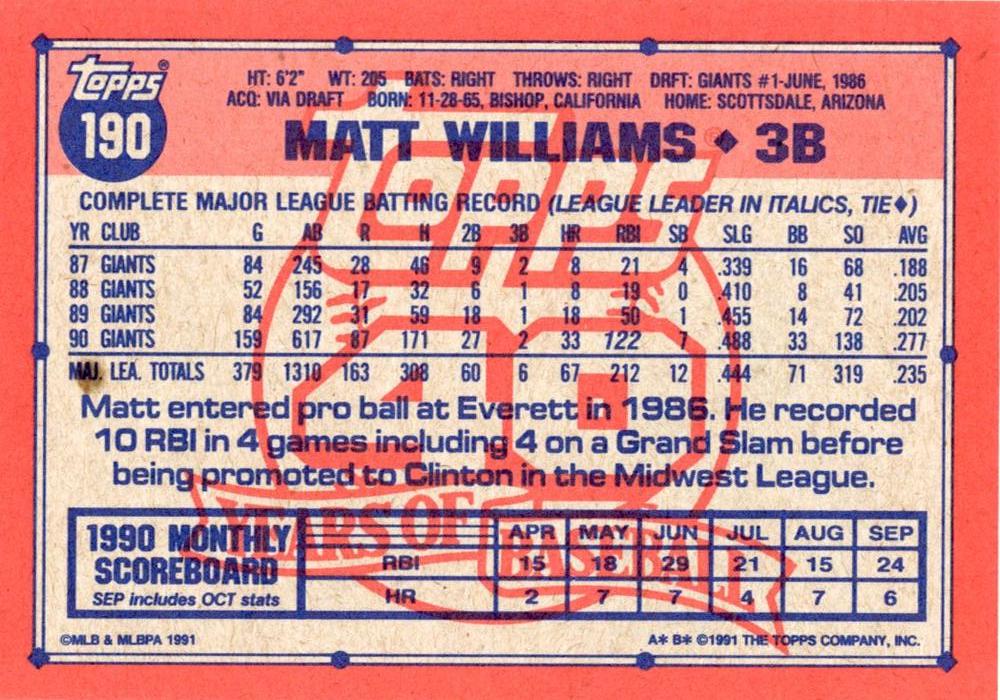 Topps®
190
HT: 6'2" WT: 205 BATS: RIGHT THROWS: RIGHT DRFT: GIANTS #1-JUNE, 1986
ACQ: VIA DRAFT BORN: 11-28-65, BISHOP, CALIFORNIA HOME: SCOTTSDALE, ARIZONA
MATT WILLIAMS ♦ 3B
COMPLETE MAJOR LEAGUE BATTING RECORD (LEAGUE LEADER IN ITALICS, TIE♦)
YR CLUB G AB R H 2B 3B HR RBI SB SLG BB SO AVG
87 GIANTS 84 245 28 46 9 2 8 21 4 .339 16 68 .188
88 GIANTS 52 156 17 32 6 1 8 19 0 .410 8 41 .205
89 GIANTS 84 292 31 59 18 1 18 50 1 .455 14 72 .202
90 GIANTS 159 617 87 171 27 2 33 122 7 .488 33 138 .277
MAJ. LEA. TOTALS 379 1310 163 308 60 6 67 212 12 .444 71 319 .235
Matt entered pro ball at Everett in 1986. He recorded
10 RBI in 4 games including 4 on a Grand Slam before
being promoted to Clinton in the Midwest League.
Topps
40
YEARS OF BASEBALL
1990 MONTHLY
SCOREBOARD
SEP includes OCT stats
APR MAY JUN JUL AUG SEP
RBI 15 18 29 21 15 24
HR 2 7 7 4 7 6
©MLB & MLBPA 1991 A* B* ©1991 THE TOPPS COMPANY, INC.